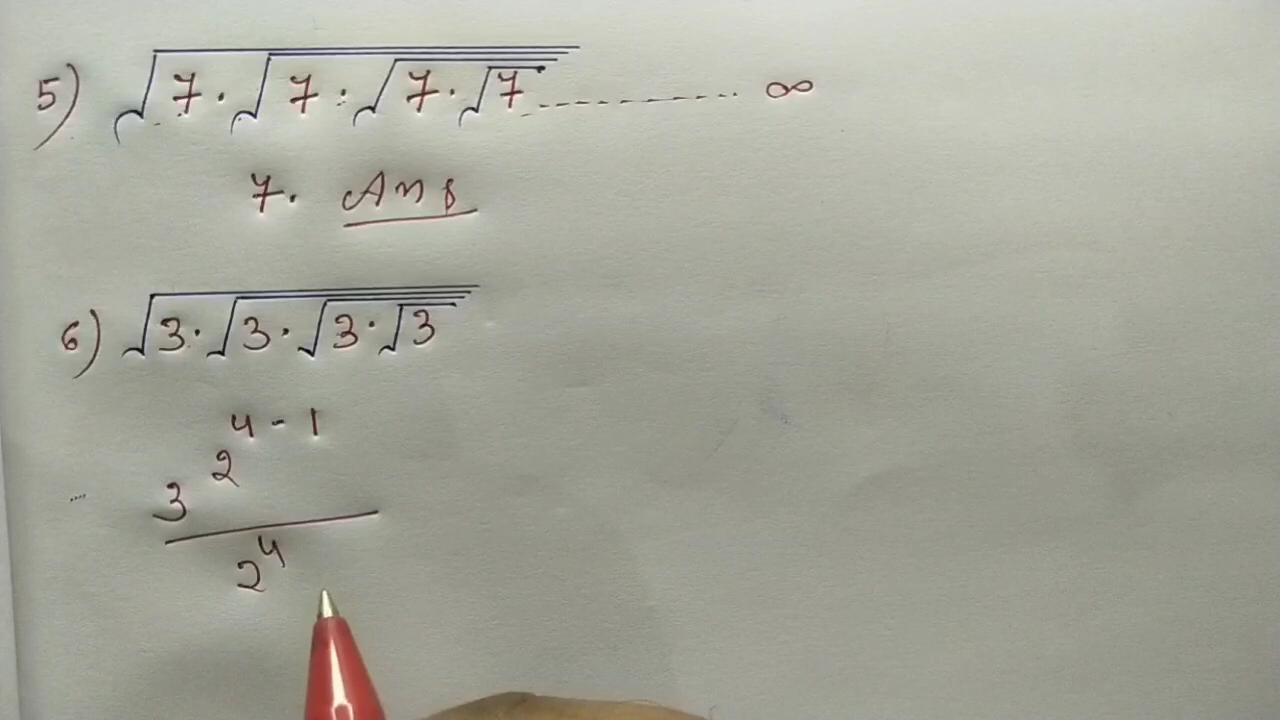 5) √7·√7·√7·√7 ------------ ∞
7. Ans
6) √3·√3·√3·√3
4-1
2
3
2^4